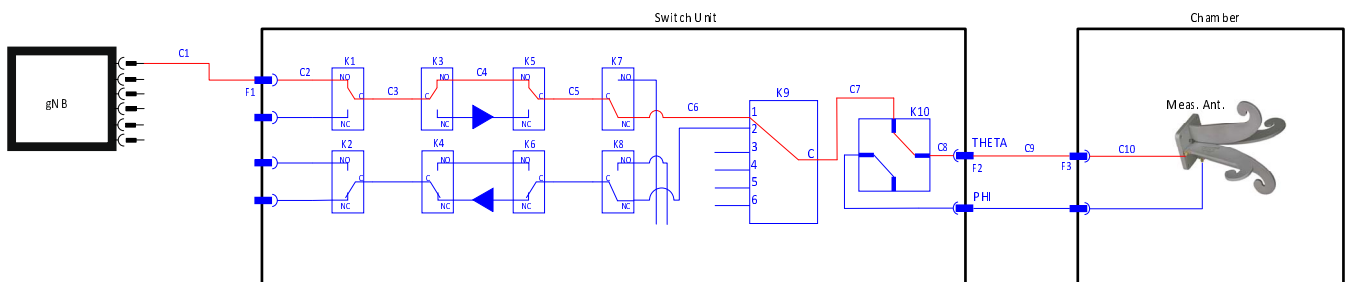 Switch Unit
Chamber
gNB
C1
F1
C2
K1
NO
C
NC
C3
K3
NO
C
NC
C4
K5
NO
C
NC
C5
K7
NO
C
NC
C6
K2
NO
C
NC
K4
NO
C
NC
K6
NO
C
NC
K8
NO
C
NC
K9
1
2
3
4
5
6
C
C7
K10
C8
THETA
F2
PHI
C9
F3
C10
Meas. Ant.